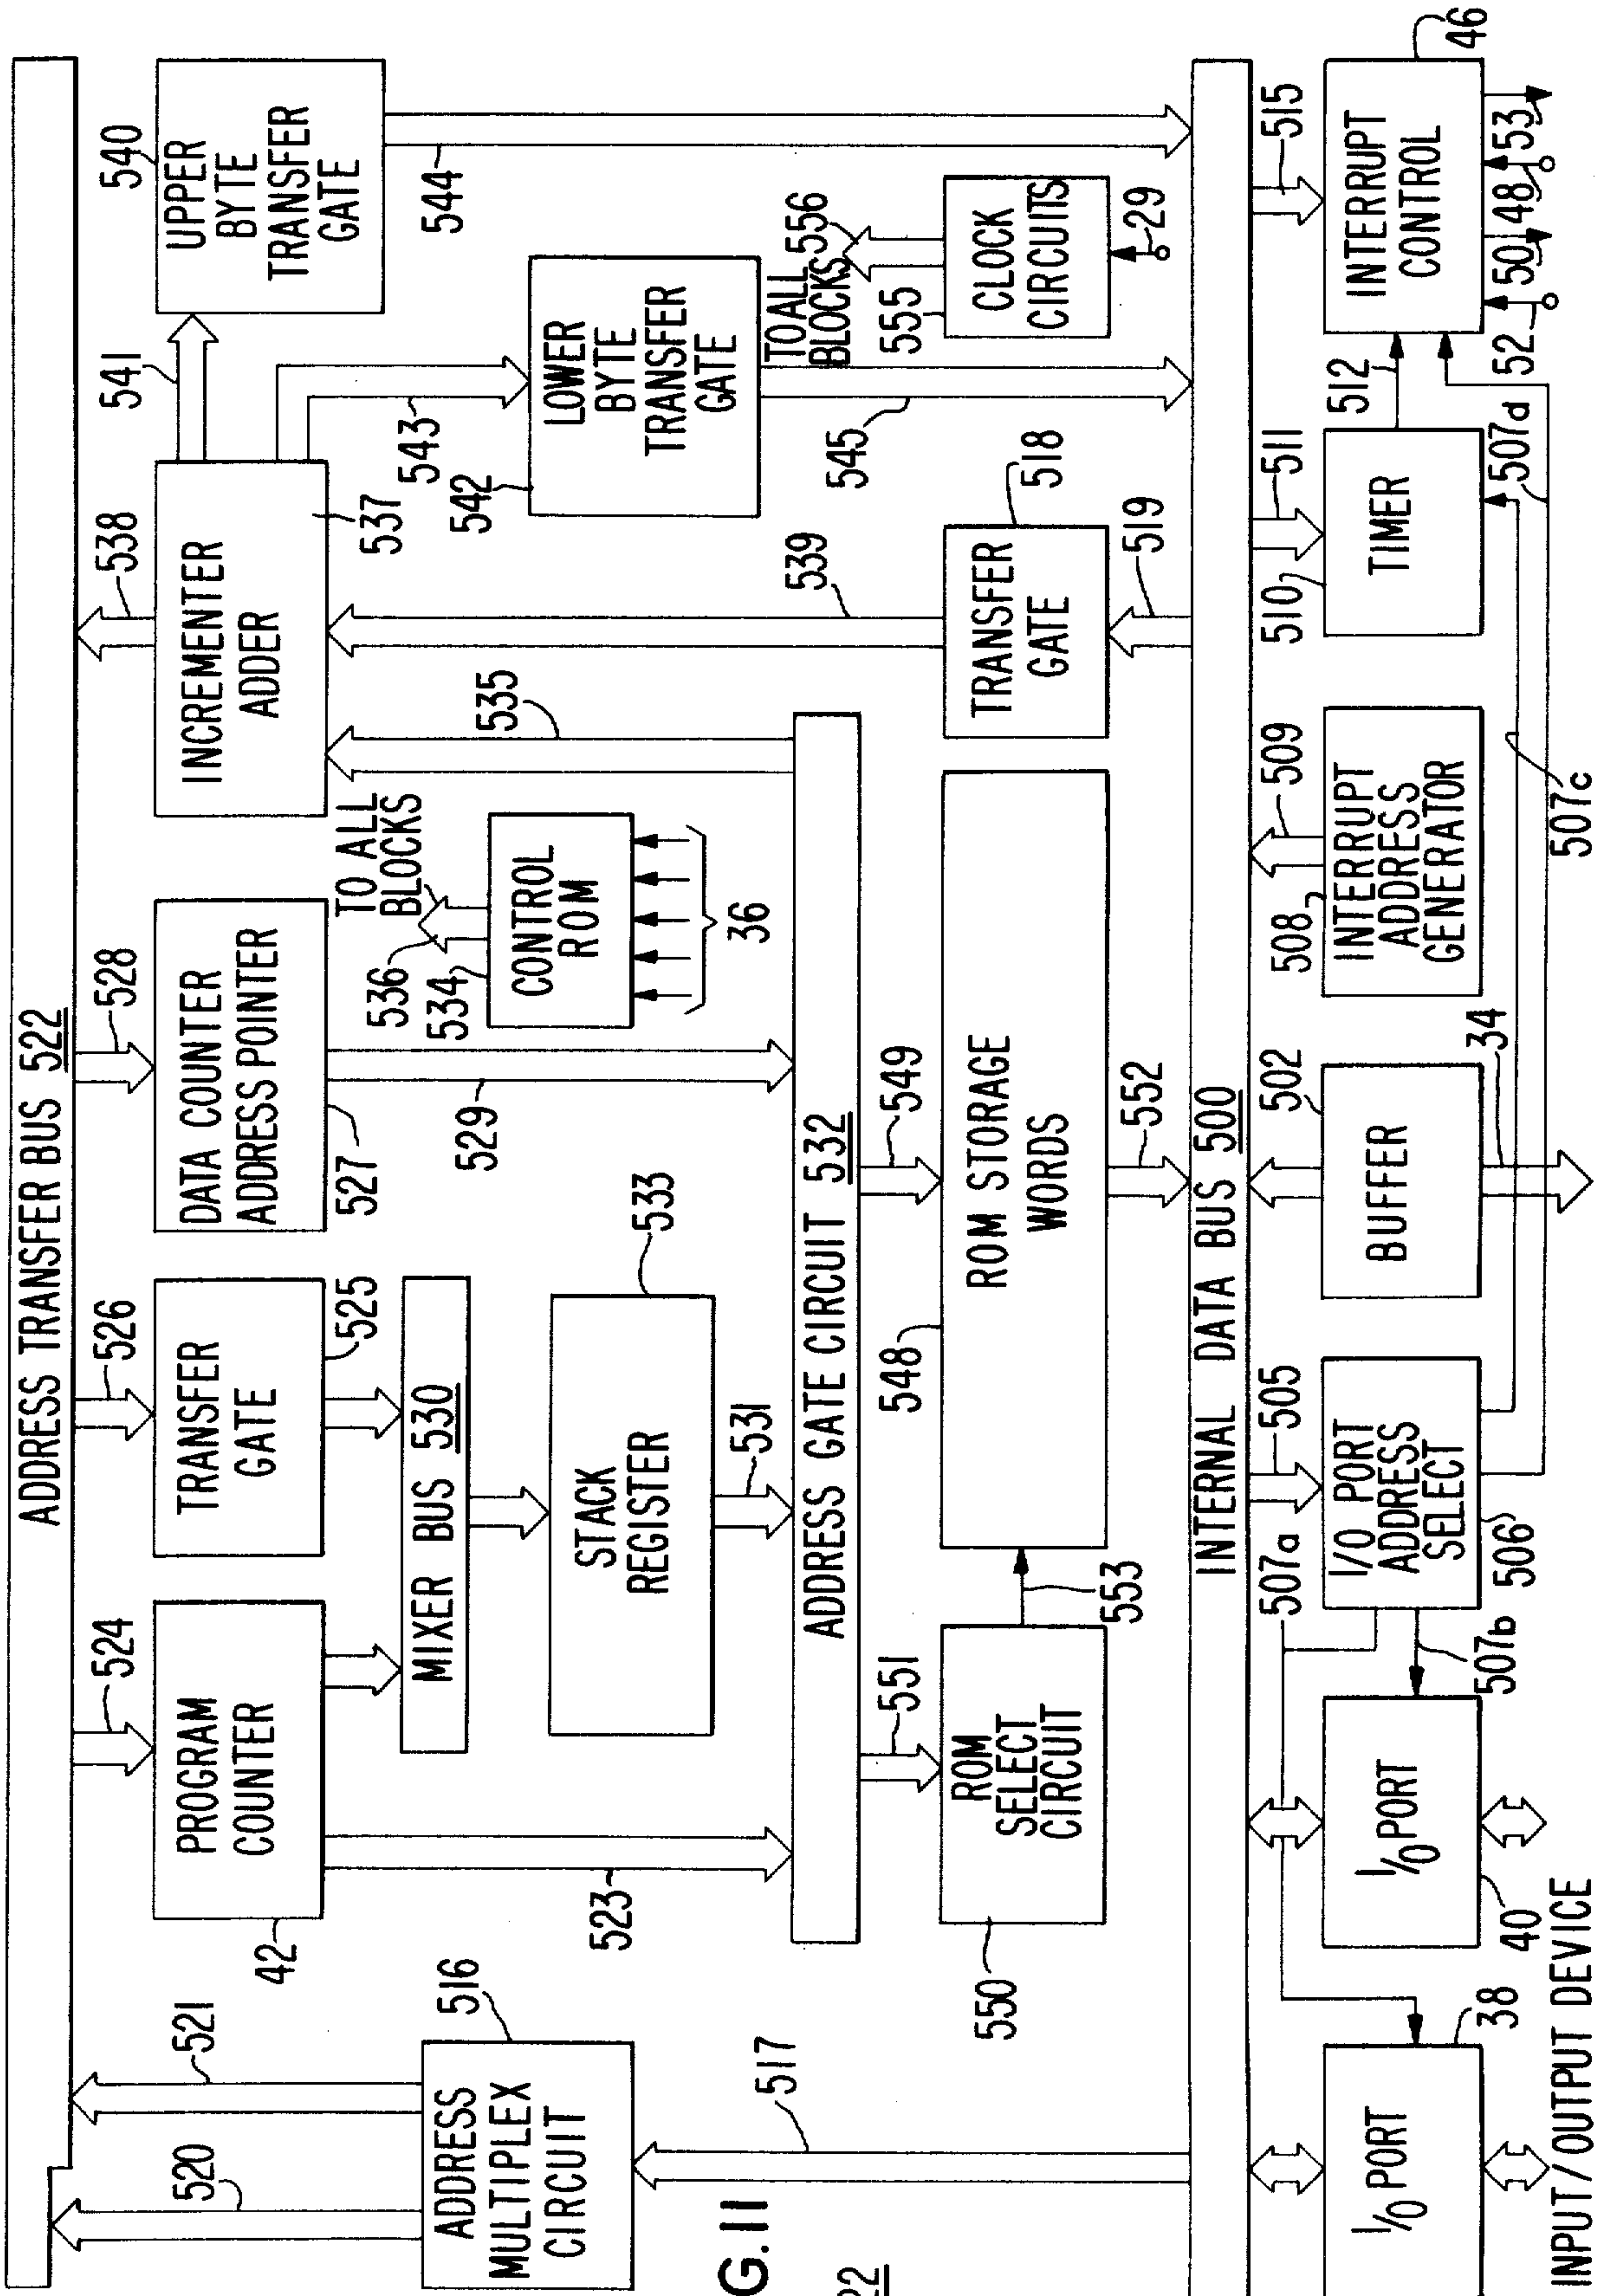 ADDRESS TRANSFER BUS 522
520
521
524
526
528
538
541
540
PROGRAM
COUNTER
42
TRANSFER
GATE
525
DATA COUNTER
ADDRESS POINTER
527
INCREMENTER
ADDER
537
UPPER
BYTE
TRANSFER
GATE
516
ADDRESS
MULTIPLEX
CIRCUIT
523
MIXER BUS 530
STACK
REGISTER
533
531
529
TO ALL
BLOCKS
536
534
CONTROL
ROM
36
535
539
543
542
LOWER
BYTE
TRANSFER
GATE
544
545
TO ALL
BLOCKS
556
555
CLOCK
CIRCUITS
29
ADDRESS GATE CIRCUIT 532
517
551
549
550
ROM
SELECT
CIRCUIT
553
548
ROM STORAGE
WORDS
552
TRANSFER
GATE
518
519
INTERNAL DATA BUS 500
507a
505
502
509
511
515
I/O PORT
38
I/O PORT
40
507b
I/O PORT
ADDRESS
SELECT
506
BUFFER
34
508
INTERRUPT
ADDRESS
GENERATOR
507c
510
TIMER
512
507d
INTERRUPT
CONTROL
46
52
501
48
53
INPUT/OUTPUT DEVICE
G.11
22